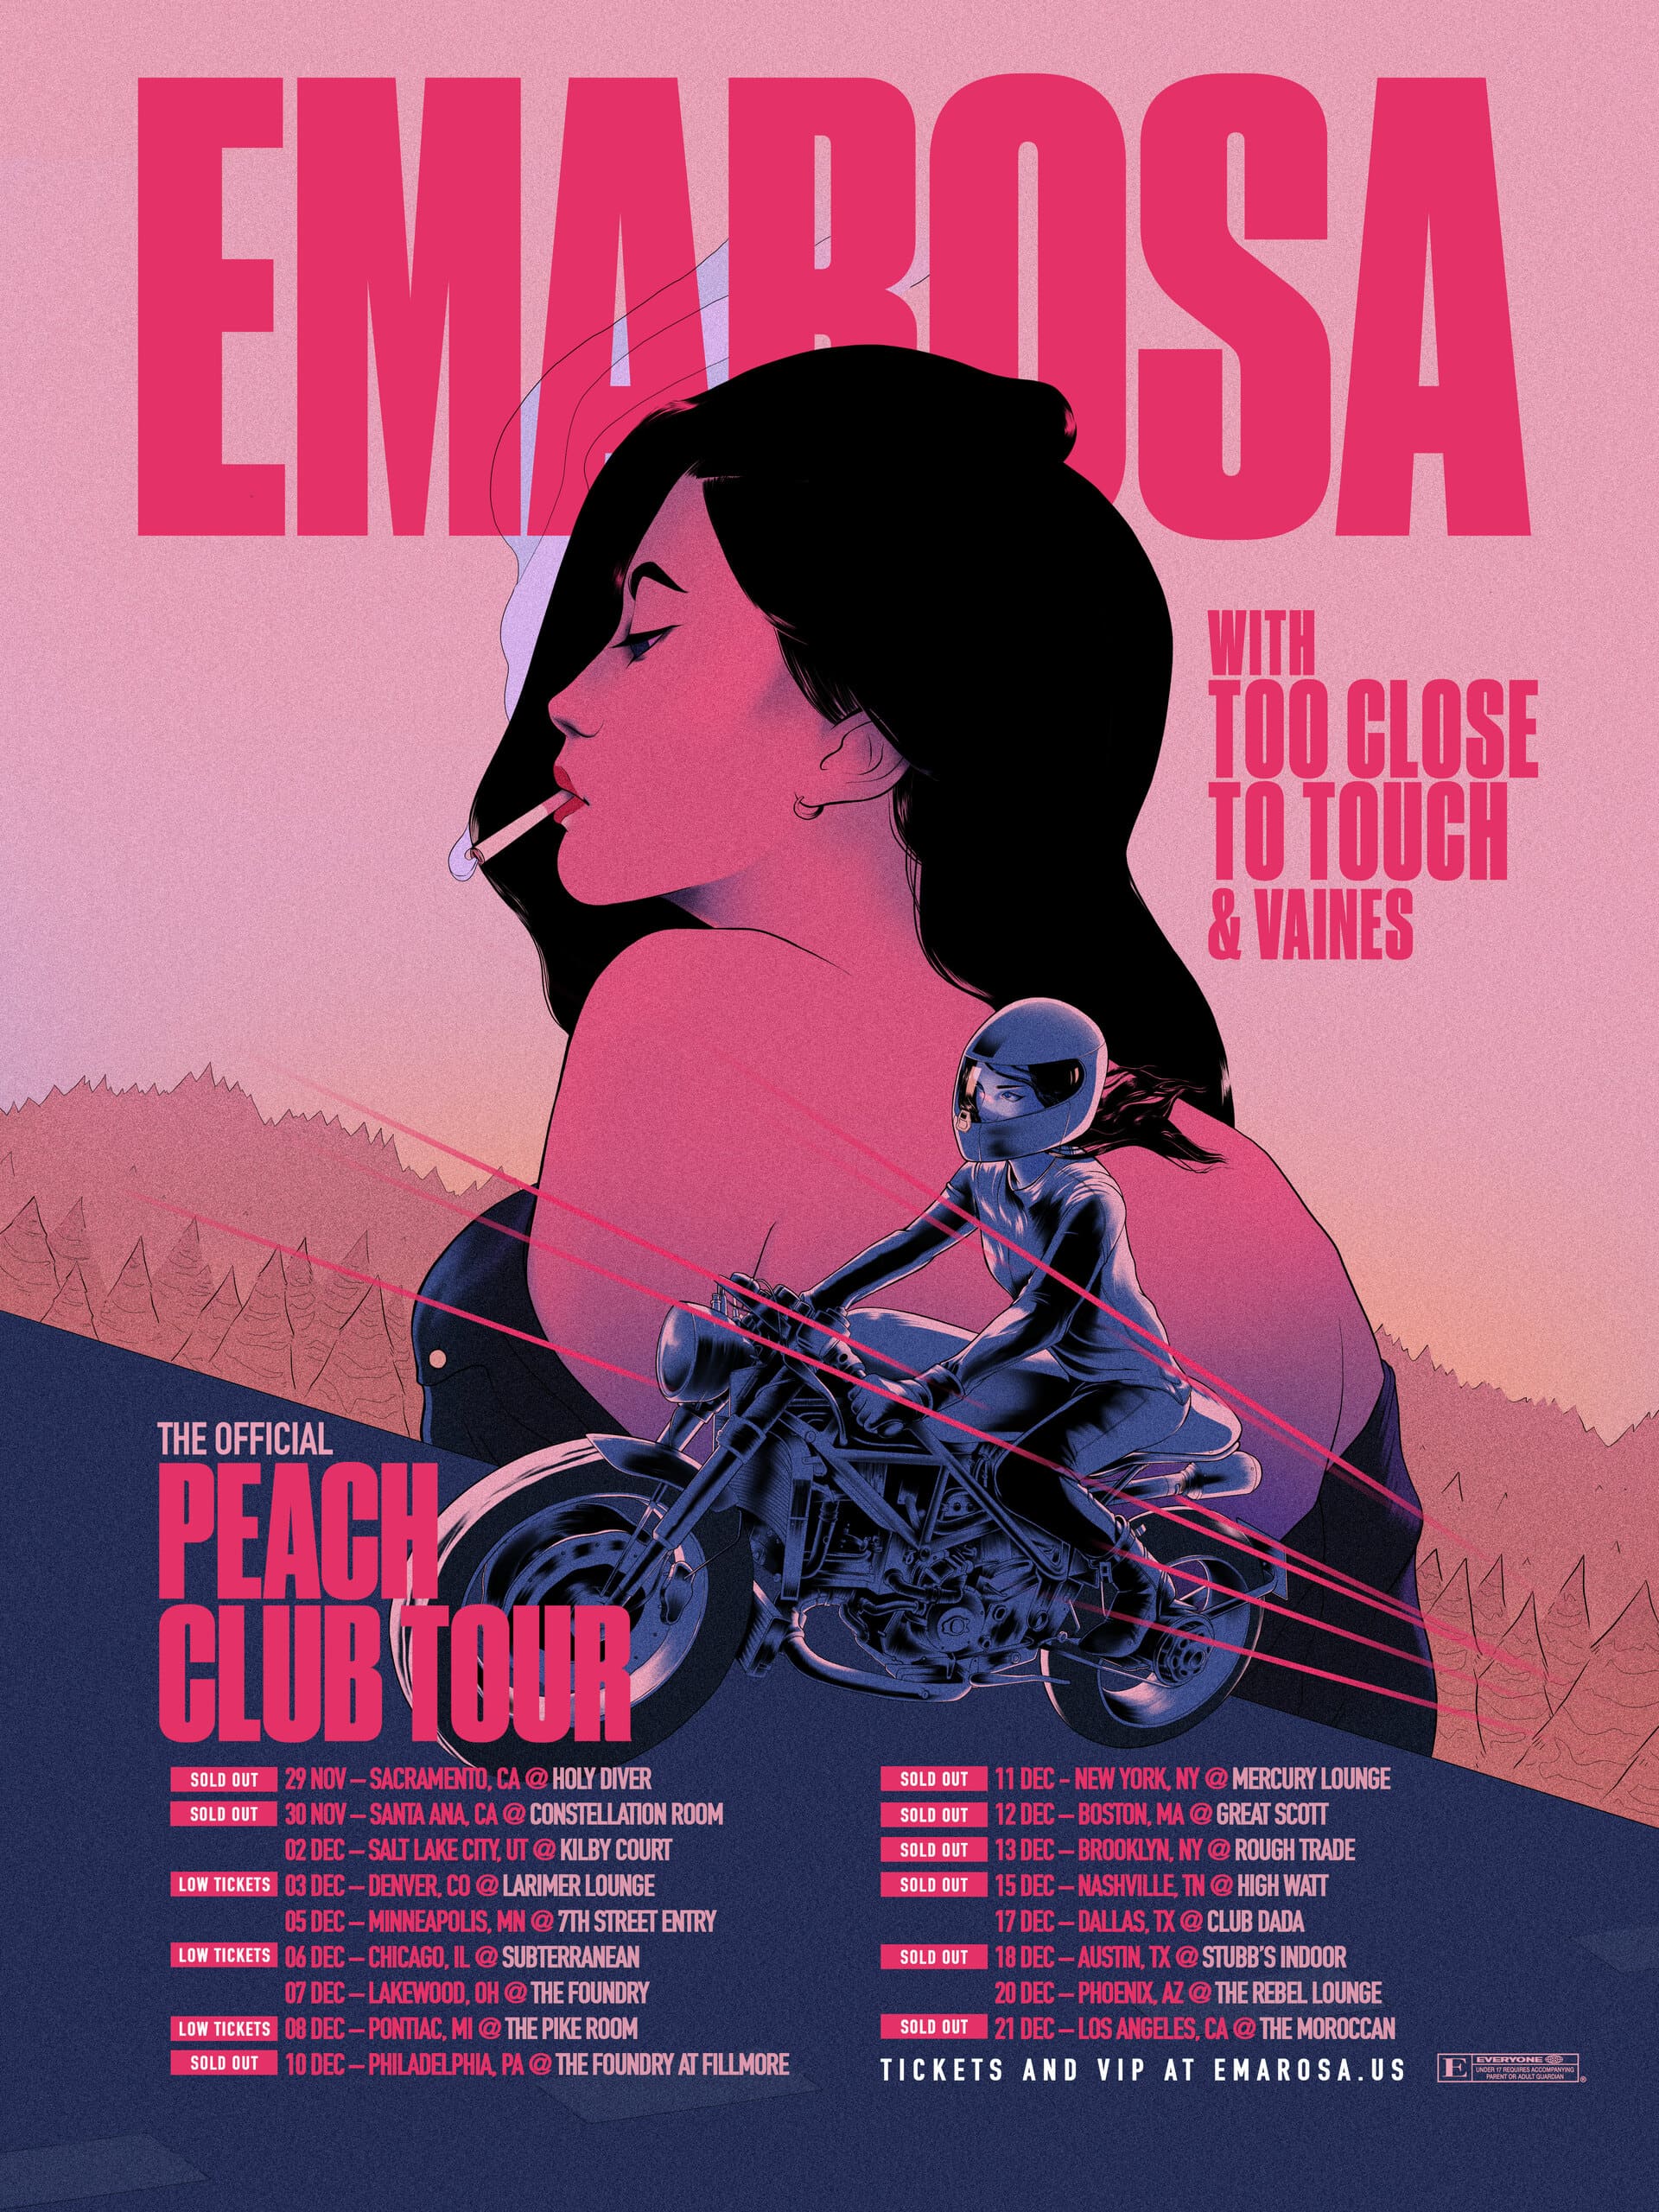 EMAROSA
WITH
TOO CLOSE
TO TOUCH
& VAINES
THE OFFICIAL
PEACH
CLUB TOUR
SOLD OUT 29 NOV – SACRAMENTO, CA @ HOLY DIVER
SOLD OUT 30 NOV – SANTA ANA, CA @ CONSTELLATION ROOM
02 DEC – SALT LAKE CITY, UT @ KILBY COURT
LOW TICKETS 03 DEC – DENVER, CO @ LARIMER LOUNGE
05 DEC – MINNEAPOLIS, MN @ 7TH STREET ENTRY
LOW TICKETS 06 DEC – CHICAGO, IL @ SUBTERRANEAN
07 DEC – LAKEWOOD, OH @ THE FOUNDRY
LOW TICKETS 08 DEC – PONTIAC, MI @ THE PIKE ROOM
SOLD OUT 10 DEC – PHILADELPHIA, PA @ THE FOUNDRY AT FILLMORE
SOLD OUT 11 DEC – NEW YORK, NY @ MERCURY LOUNGE
SOLD OUT 12 DEC – BOSTON, MA @ GREAT SCOTT
SOLD OUT 13 DEC – BROOKLYN, NY @ ROUGH TRADE
SOLD OUT 15 DEC – NASHVILLE, TN @ HIGH WATT
17 DEC – DALLAS, TX @ CLUB DADA
SOLD OUT 18 DEC – AUSTIN, TX @ STUBB'S INDOOR
20 DEC – PHOENIX, AZ @ THE REBEL LOUNGE
SOLD OUT 21 DEC – LOS ANGELES, CA @ THE MOROCCAN
TICKETS AND VIP AT EMAROSA.US
E EVERYONE
UNDER 17 REQUIRES ACCOMPANYING
PARENT OR ADULT GUARDIAN ®